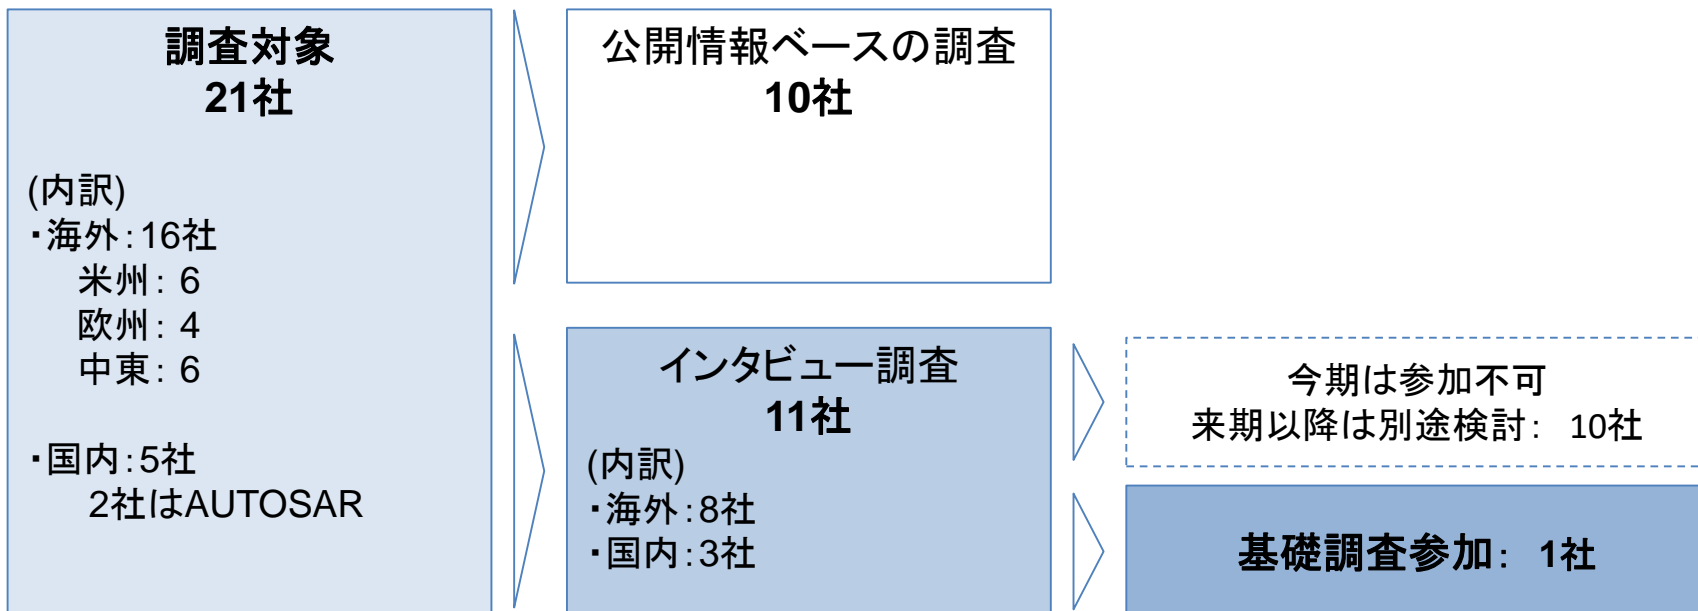 調査対象
21社
(内訳)
・海外：16社
米州： 6
欧州： 4
中東： 6
・国内：5社
2社はAUTOSAR
公開情報ベースの調査
10社
インタビュー調査
11社
(内訳)
・海外：8社
・国内：3社
今期は参加不可
来期以降は別途検討： 10社
基礎調査参加： 1社